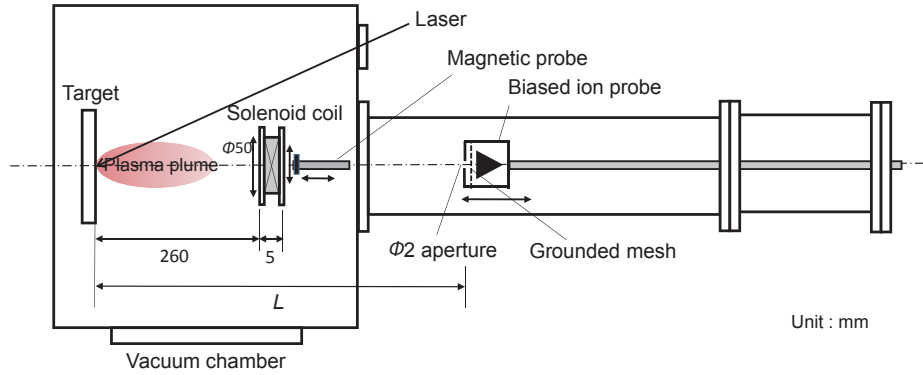 Laser
Magnetic probe
Biased ion probe
Target
Solenoid coil
Φ50
Plasma plume
260
5
Φ2 aperture
Grounded mesh
L
Unit : mm
Vacuum chamber